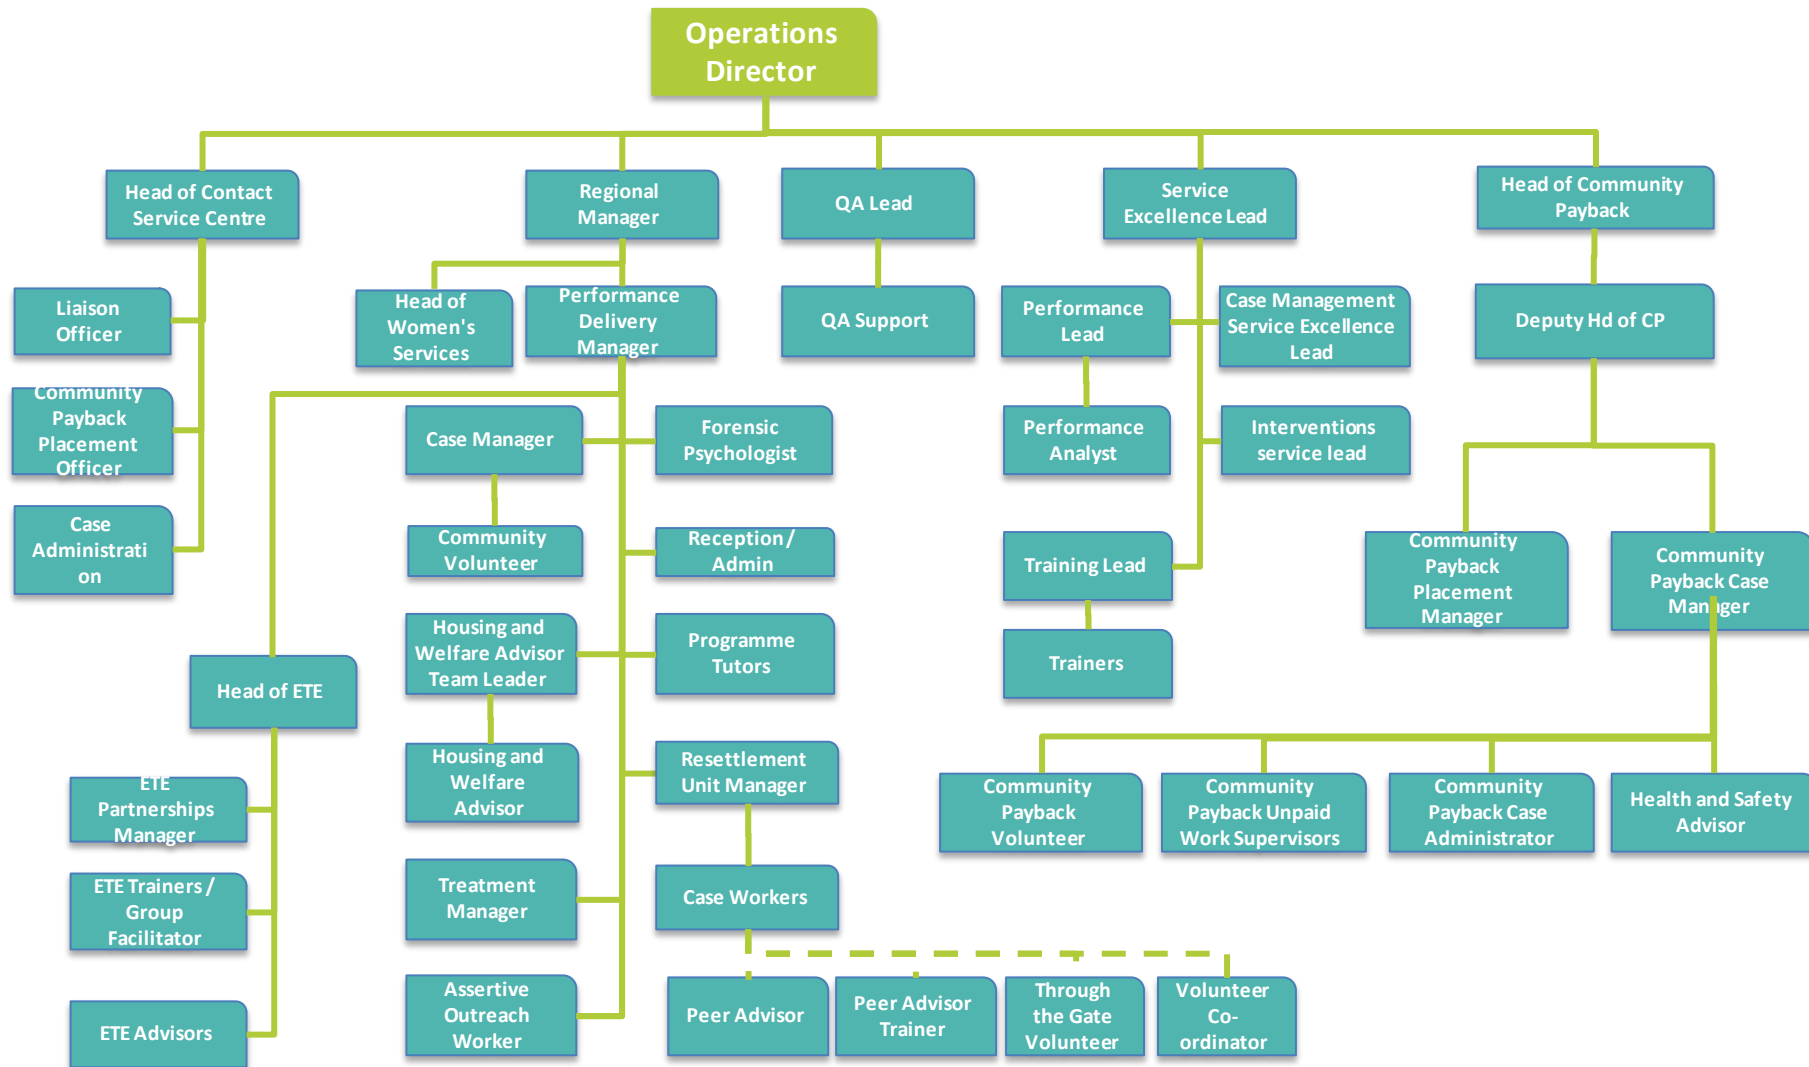 Operations
Director
Head of Contact
Service Centre
Regional
Manager
QA Lead
Service
Excellence Lead
Head of Community
Payback
Liaison
Officer
Head of
Women's
Services
Performance
Delivery
Manager
QA Support
Performance
Lead
Case Management
Service Excellence
Lead
Deputy Hd of CP
Community
Payback
Placement
Officer
Case Manager
Forensic
Psychologist
Performance
Analyst
Interventions
service lead
Case
Administrati
on
Community
Volunteer
Reception /
Admin
Training Lead
Community
Payback
Placement
Manager
Community
Payback Case
Manager
Housing and
Welfare Advisor
Team Leader
Programme
Tutors
Trainers
Head of ETE
Housing and
Welfare
Advisor
Resettlement
Unit Manager
ETE
Partnerships
Manager
Community
Payback
Volunteer
Community
Payback Unpaid
Work Supervisors
Community
Payback Case
Administrator
Health and Safety
Advisor
ETE Trainers /
Group
Facilitator
Treatment
Manager
Case Workers
ETE Advisors
Assertive
Outreach
Worker
Peer Advisor
Peer Advisor
Trainer
Through
the Gate
Volunteer
Volunteer
Co-
ordinator